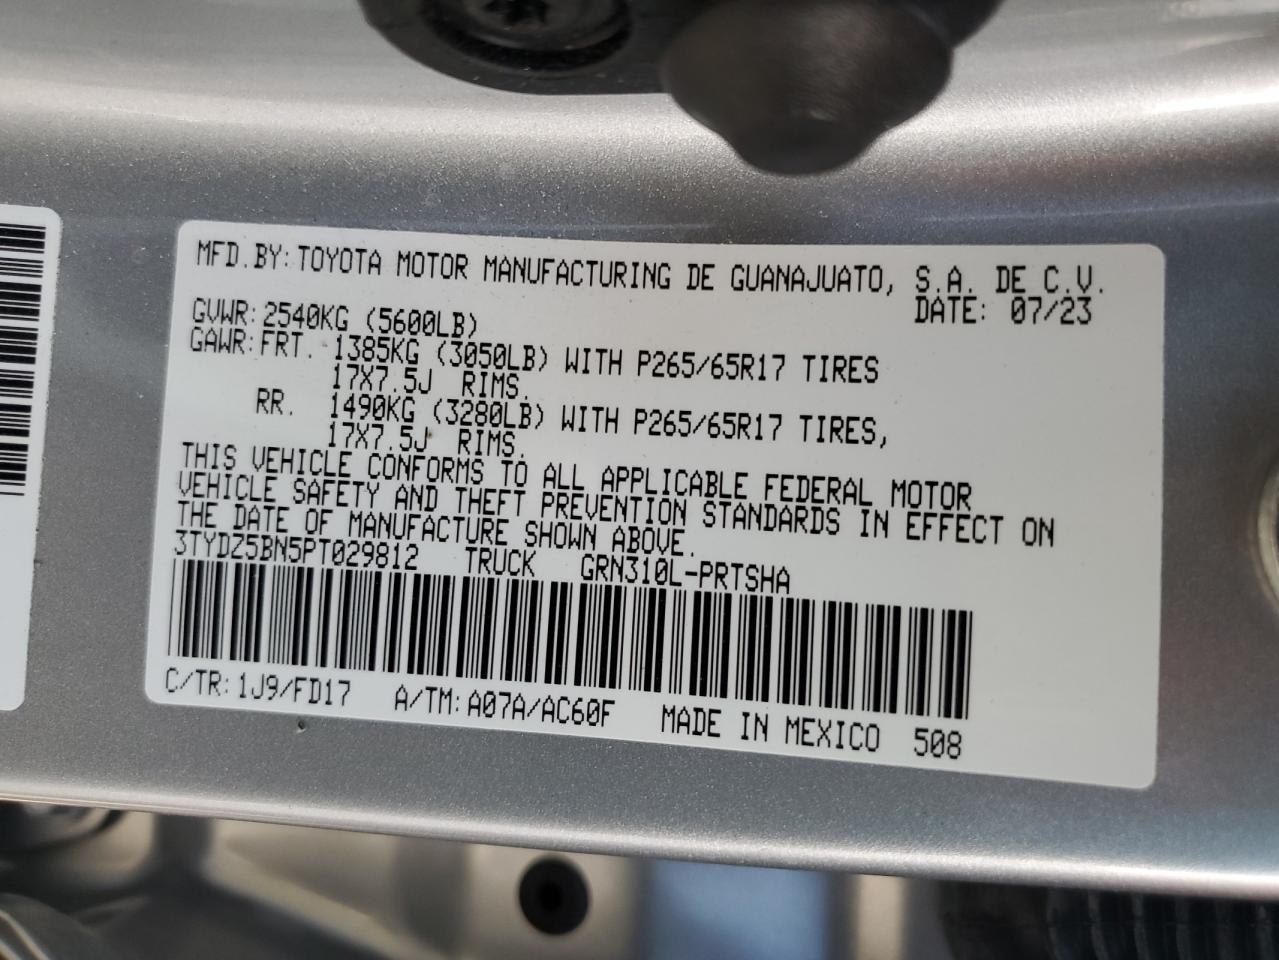 MFD.BY:TOYOTA MOTOR MANUFACTURING DE GUANAJUATO, S.A. DE C.V.
DATE: 07/23
GVWR:2540KG (5600LB)
GAWR:FRT. 1385KG (3050LB) WITH P265/65R17 TIRES
17X7.5J RIMS.
RR. 1490KG (3280LB) WITH P265/65R17 TIRES,
17X7.5J RIMS.
THIS VEHICLE CONFORMS TO ALL APPLICABLE FEDERAL MOTOR
VEHICLE SAFETY AND THEFT PREVENTION STANDARDS IN EFFECT ON
THE DATE OF MANUFACTURE SHOWN ABOVE.
3TYDZ5BN5PT029812 TRUCK GRN310L-PRTSHA
C/TR:1J9/FD17 A/TM:A07A/AC60F MADE IN MEXICO 508